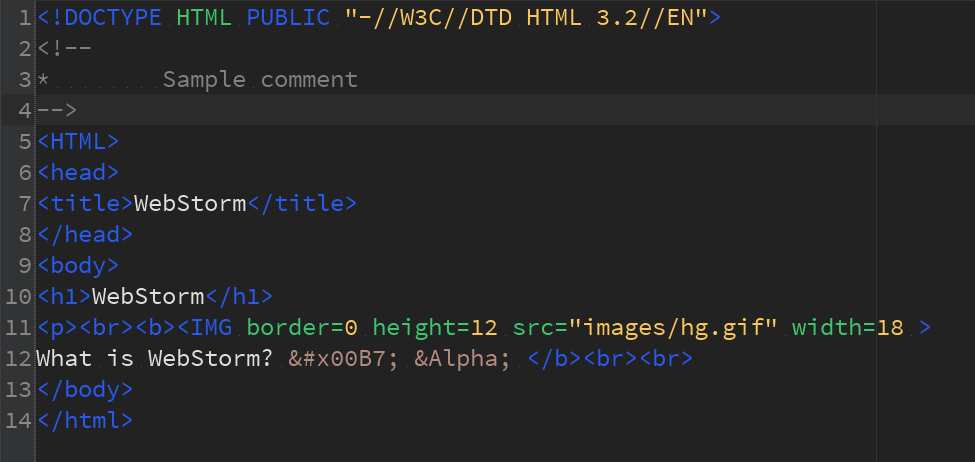 1 <!DOCTYPE HTML PUBLIC "-//W3C//DTD HTML 3.2//EN">
2 <!--
3 *        Sample comment
4 -->
5 <HTML>
6 <head>
7 <title>WebStorm</title>
8 </head>
9 <body>
10 <h1>WebStorm</h1>
11 <p><br><b><IMG border=0 height=12 src="images/hg.gif" width=18 >
12 What is WebStorm? &#x00B7; &Alpha; </b><br><br>
13 </body>
14 </html>